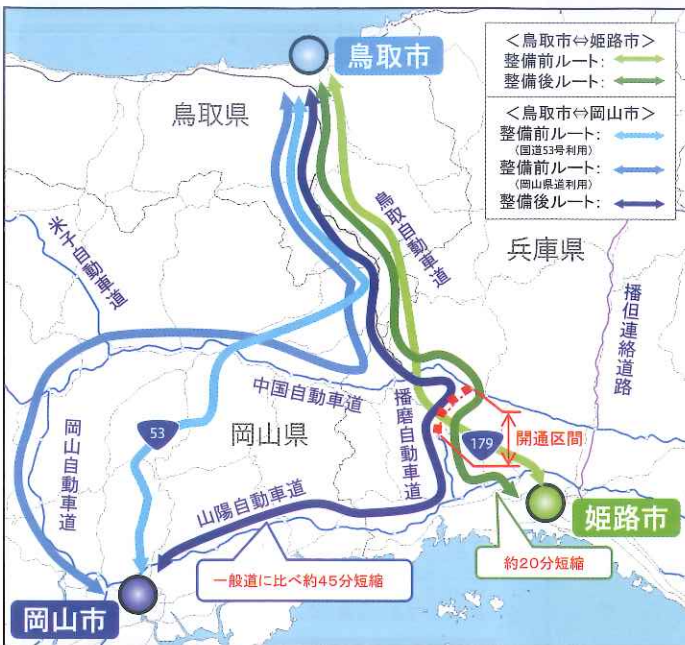 鳥取市
＜鳥取市⇔姫路市＞
整備前ルート：
整備後ルート：
＜鳥取市⇔岡山市＞
整備前ルート：
（国道53号利用）
整備前ルート：
（岡山県道利用）
整備後ルート：
鳥取県
鳥取自動車道
兵庫県
米子自動車道
播但連絡道路
中国自動車道
播磨自動車道
岡山自動車道
53
岡山県
179
開通区間
山陽自動車道
姫路市
一般道に比べ約45分短縮
約20分短縮
岡山市